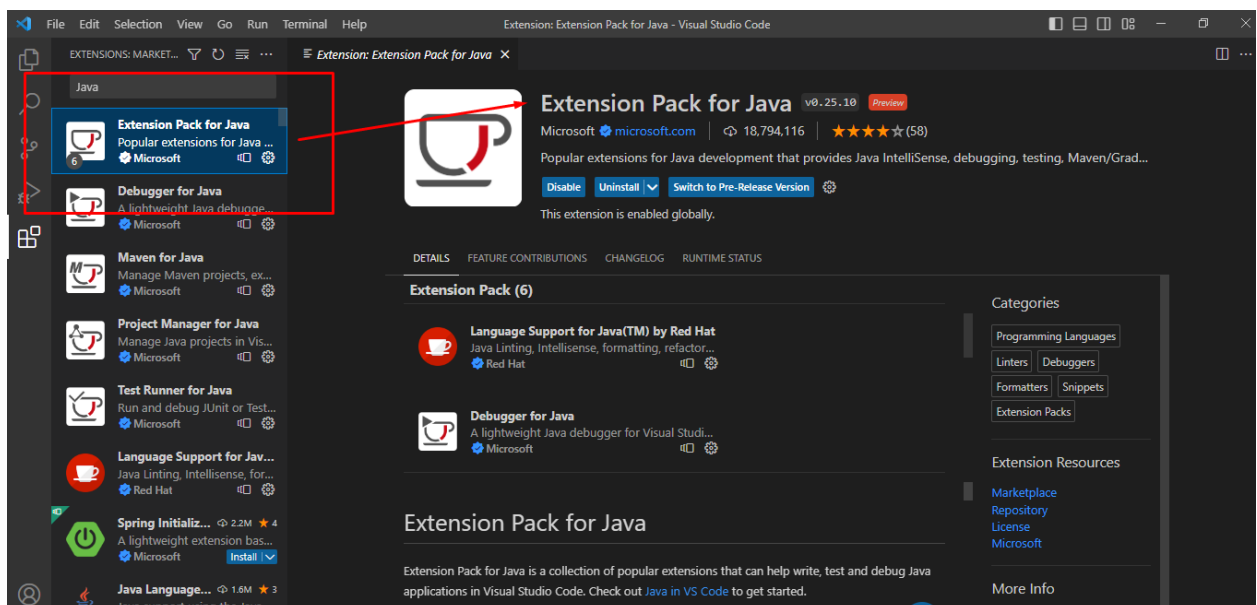 File Edit Selection View Go Run Terminal Help
Extension: Extension Pack for Java - Visual Studio Code
EXTENSIONS: MARKET...
Java
Extension Pack for Java
Popular extensions for Java ...
Microsoft
6
Debugger for Java
A lightweight Java debugge...
Microsoft
Maven for Java
Manage Maven projects, ex...
Microsoft
Project Manager for Java
Manage Java projects in Vis...
Microsoft
Test Runner for Java
Run and debug JUnit or Test...
Microsoft
Language Support for Jav...
Java Linting, Intellisense, for...
Red Hat
Spring Initializ... 2.2M ★ 4
A lightweight extension bas...
Microsoft Install
Java Language... 1.6M ★ 3
Extension: Extension Pack for Java
Extension Pack for Java v0.25.10 Preview
Microsoft microsoft.com | 18,794,116 | ★★★★☆ (58)
Popular extensions for Java development that provides Java IntelliSense, debugging, testing, Maven/Grad...
Disable Uninstall Switch to Pre-Release Version
This extension is enabled globally.
DETAILS FEATURE CONTRIBUTIONS CHANGELOG RUNTIME STATUS
Extension Pack (6)
Language Support for Java(TM) by Red Hat
Java Linting, Intellisense, formatting, refactor...
Red Hat
Debugger for Java
A lightweight Java debugger for Visual Studi...
Microsoft
Extension Pack for Java
Extension Pack for Java is a collection of popular extensions that can help write, test and debug Java
applications in Visual Studio Code. Check out Java in VS Code to get started.
Categories
Programming Languages
Linters Debuggers
Formatters Snippets
Extension Packs
Extension Resources
Marketplace
Repository
License
Microsoft
More Info